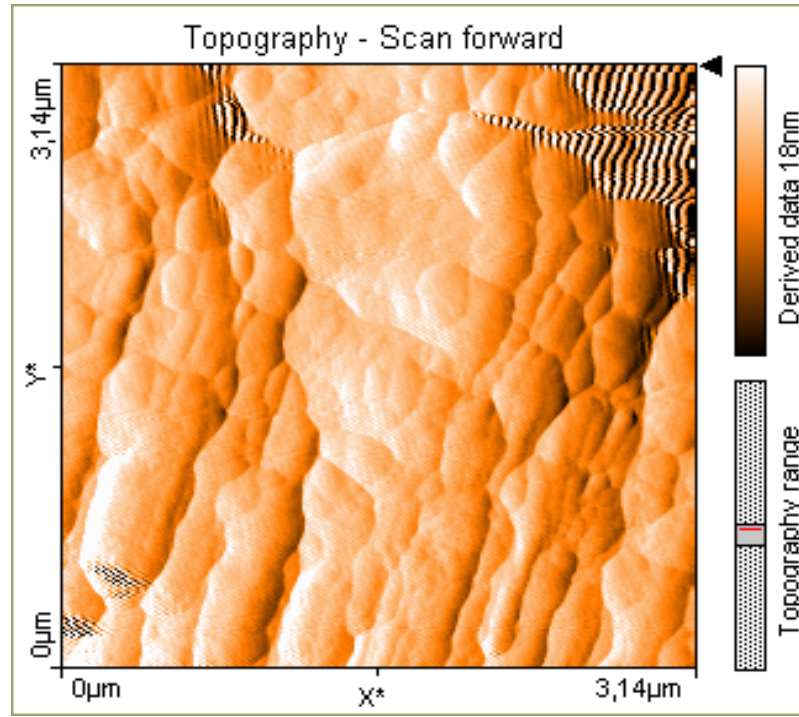 Topography - Scan forward
3,14µm
Y*
0µm
0µm
X*
3,14µm
Derived data 18nm
Topography range